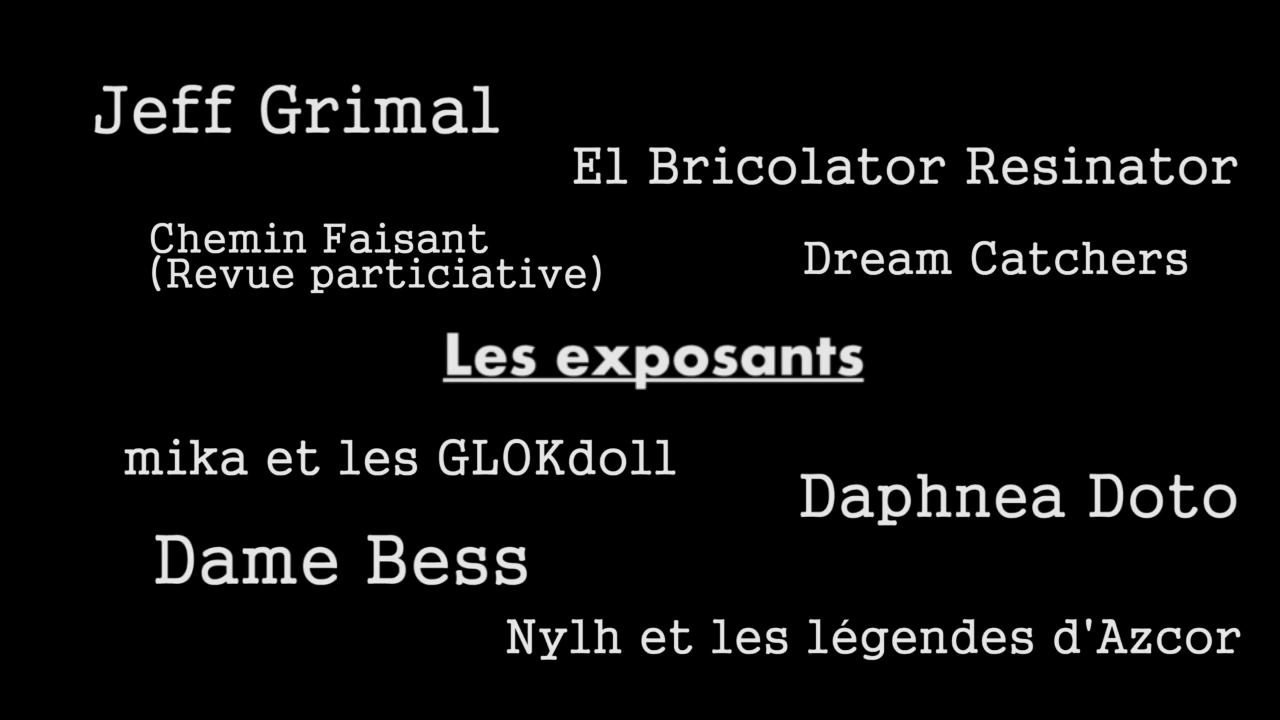 Jeff Grimal
El Bricolator Resinator
Chemin Faisant
(Revue particiative)
Dream Catchers
Les exposants
mika et les GLOKdoll
Daphnea Doto
Dame Bess
Nylh et les légendes d'Azcor